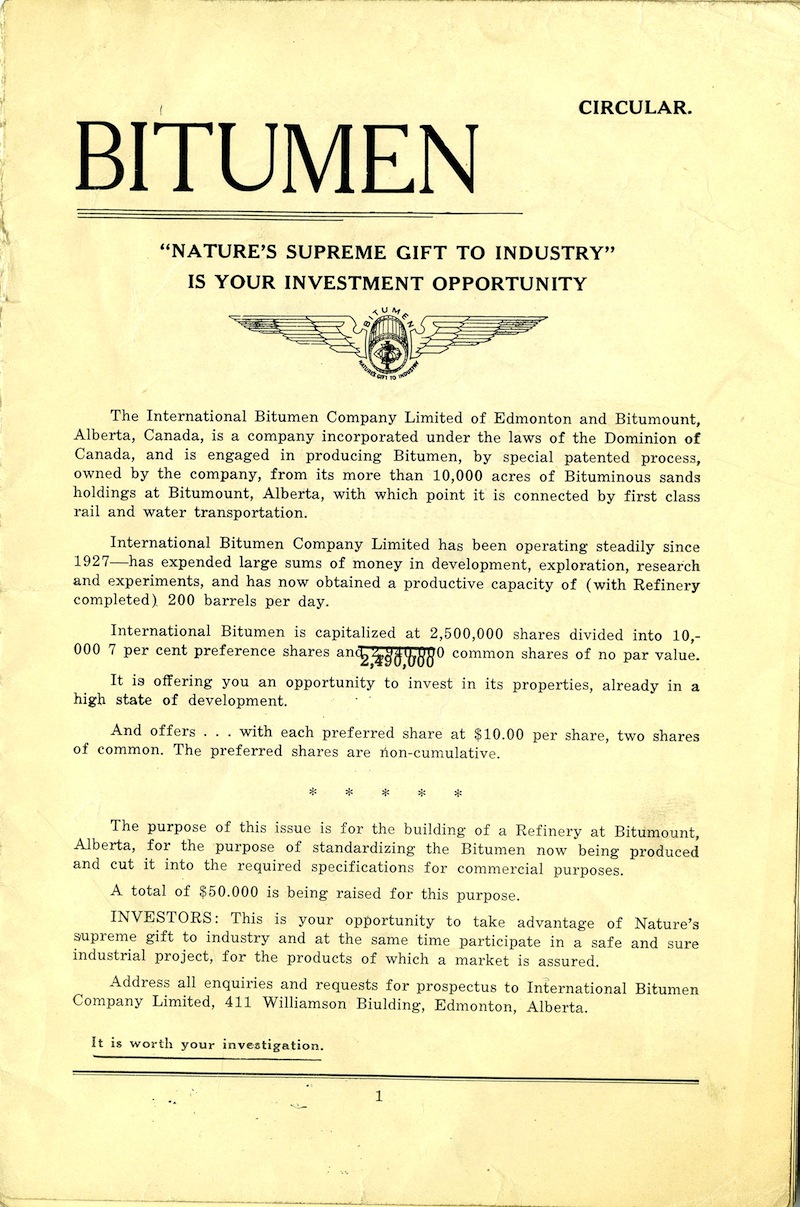 CIRCULAR.
BITUMEN
“NATURE’S SUPREME GIFT TO INDUSTRY”
IS YOUR INVESTMENT OPPORTUNITY
BITUMEN
NATURE'S GIFT TO INDUSTRY
The International Bitumen Company Limited of Edmonton and Bitumount,
Alberta, Canada, is a company incorporated under the laws of the Dominion of
Canada, and is engaged in producing Bitumen, by special patented process,
owned by the company, from its more than 10,000 acres of Bituminous sands
holdings at Bitumount, Alberta, with which point it is connected by first class
rail and water transportation.
International Bitumen Company Limited has been operating steadily since
1927—has expended large sums of money in development, exploration, research
and experiments, and has now obtained a productive capacity of (with Refinery
completed) 200 barrels per day.
International Bitumen is capitalized at 2,500,000 shares divided into 10,-
000 7 per cent preference shares and 2,490,000 common shares of no par value.
It is offering you an opportunity to invest in its properties, already in a
high state of development.
And offers . . . with each preferred share at $10.00 per share, two shares
of common. The preferred shares are non-cumulative.
* * * * *
The purpose of this issue is for the building of a Refinery at Bitumount,
Alberta, for the purpose of standardizing the Bitumen now being produced
and cut it into the required specifications for commercial purposes.
A total of $50.000 is being raised for this purpose.
INVESTORS: This is your opportunity to take advantage of Nature’s
supreme gift to industry and at the same time participate in a safe and sure
industrial project, for the products of which a market is assured.
Address all enquiries and requests for prospectus to International Bitumen
Company Limited, 411 Williamson Biulding, Edmonton, Alberta.
It is worth your investigation.
1